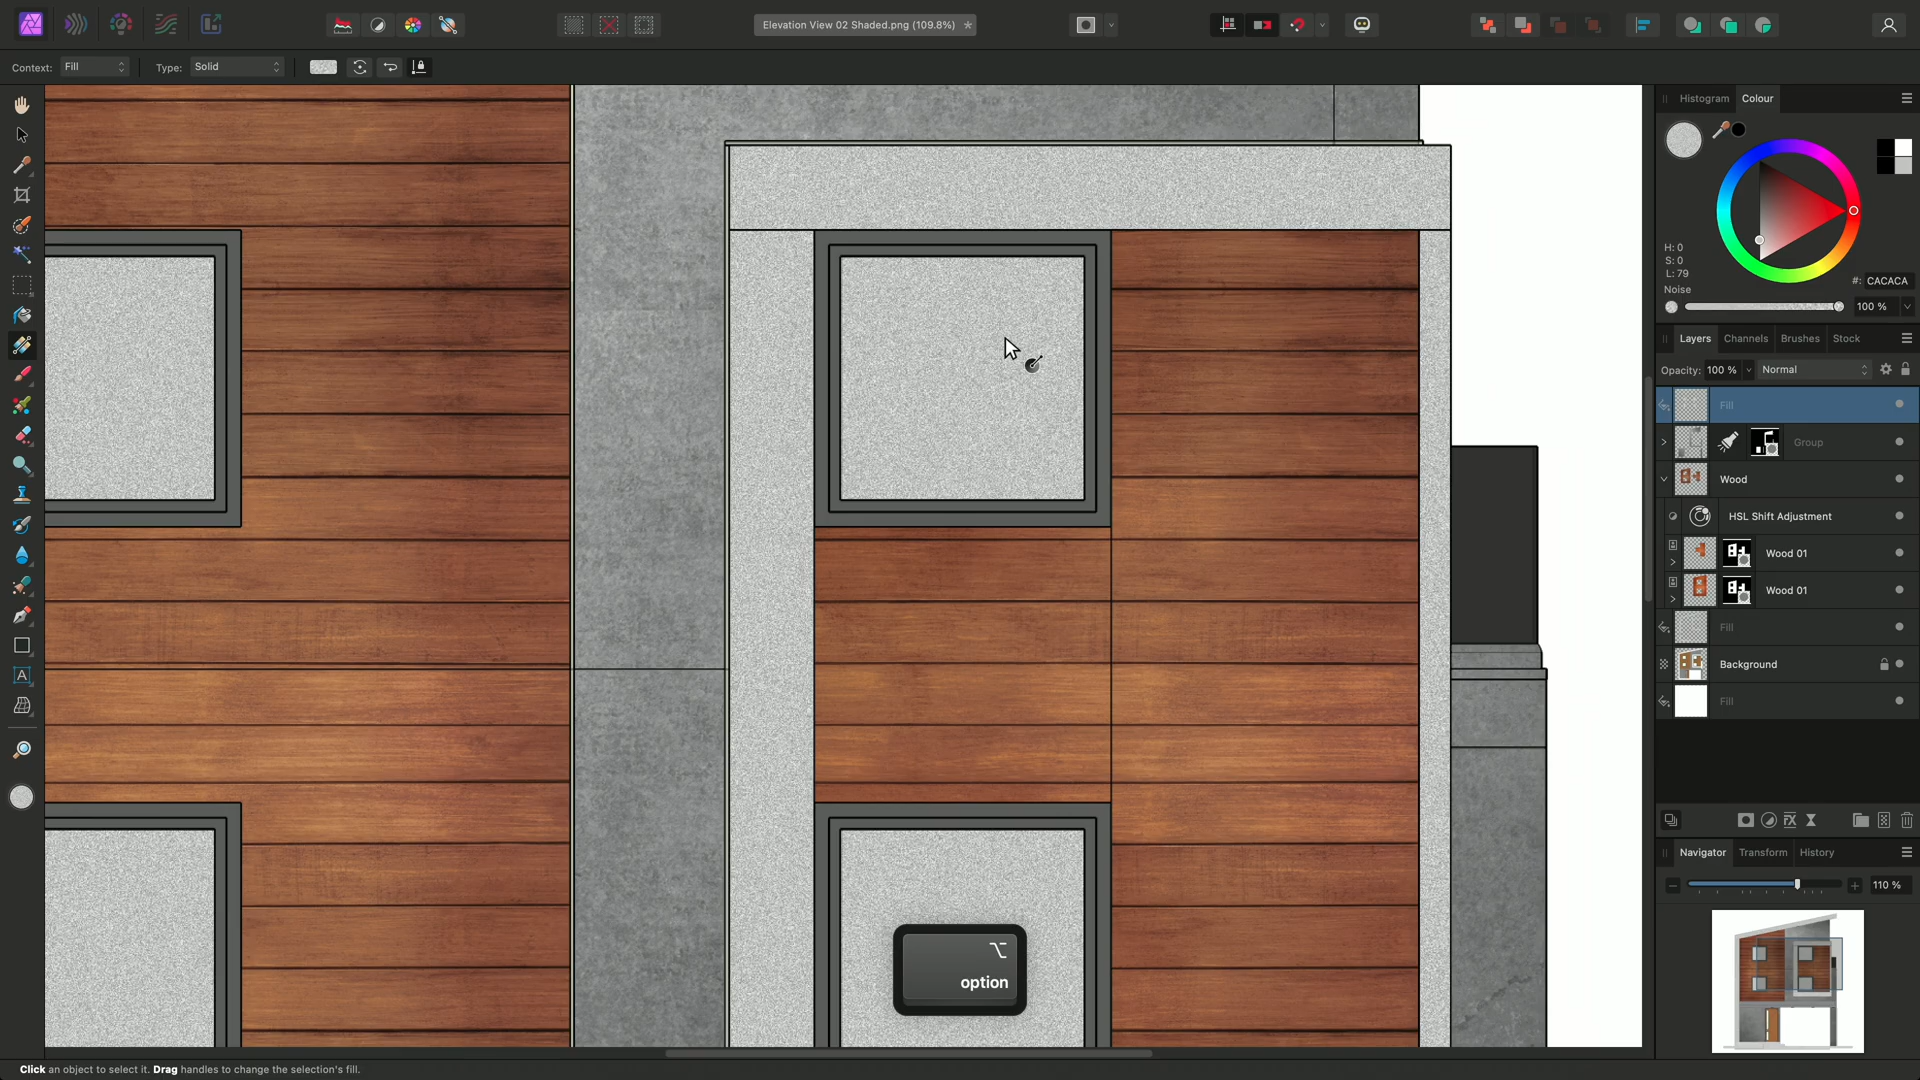 Elevation View 02 Shaded.png (109.8%) *
Context: Fill
Type: Solid
Histogram Colour
H: 0
S: 0
L: 79
#: CACACA
Noise
100 %
Layers Channels Brushes Stock
Opacity: 100 % Normal
Fill
Group
Wood
HSL Shift Adjustment
Wood 01
Wood 01
Fill
Background
Fill
Navigator Transform History
110 %
A
fx
⌥
option
Click an object to select it. Drag handles to change the selection's fill.